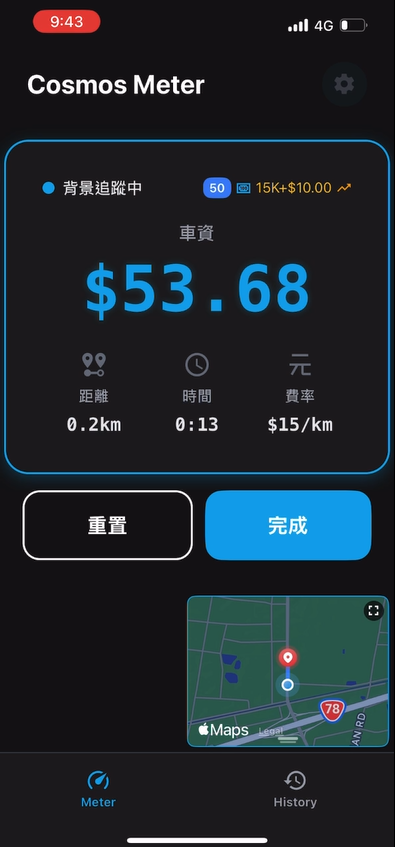 9:43
4G
Cosmos Meter
背景追蹤中
50
15K+$10.00
車資
$53.68
元
距離
時間
費率
0.2km
0:13
$15/km
重置
完成
78
Maps
Legal
AN RD
Meter
History